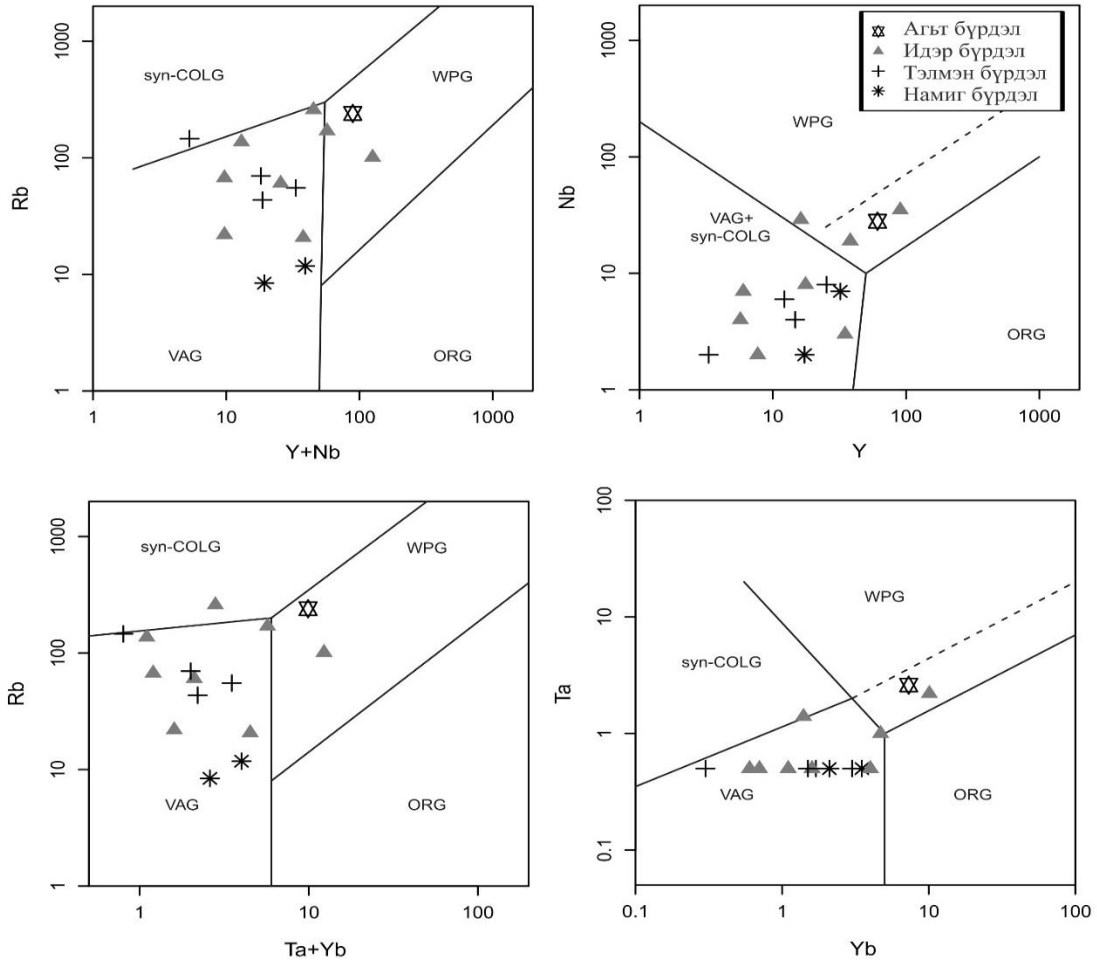 1000
100
10
1
Rb
syn-COLG
WPG
VAG
ORG
1
10
100
1000
Y+Nb
1000
100
10
1
Nb
Агьт бүрдэл
Идэр бүрдэл
Тэлмэн бүрдэл
Намиг бүрдэл
WPG
VAG+
syn-COLG
ORG
1
10
100
1000
Y
1000
100
10
1
Rb
syn-COLG
WPG
VAG
ORG
1
10
100
Ta+Yb
100
10
1
0.1
Ta
WPG
syn-COLG
VAG
ORG
0.1
1
10
100
Yb